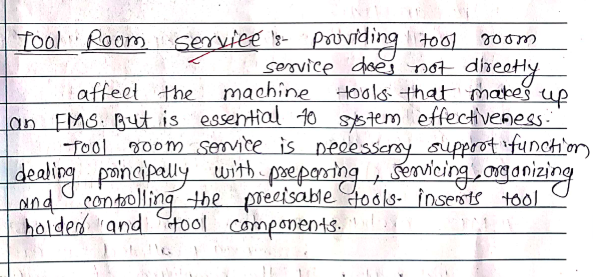 Tool Room Service :- providing tool room
service does not directly
affect the machine tools that makes up
an FMS. But is essential to system effectiveness.
Tool room service is necessary support function
dealing principally with preparing, servicing, organizing
and controlling the precisable tools- inserts tool
holder and tool components.